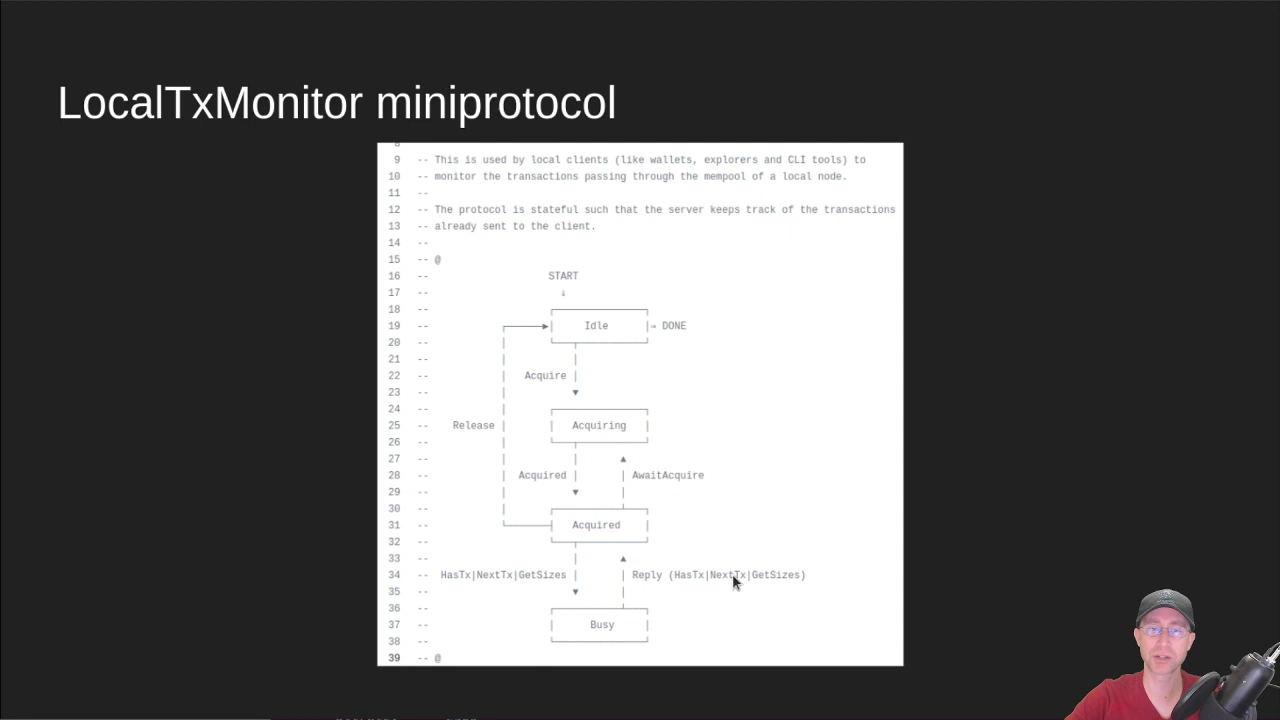 LocalTxMonitor miniprotocol
9 -- This is used by local clients (like wallets, explorers and CLI tools) to
10 -- monitor the transactions passing through the mempool of a local node.
11 --
12 -- The protocol is stateful such that the server keeps track of the transactions
13 -- already sent to the client.
14 --
15 -- @
16 -- START
17 -- ⇓
18 --
19 -- Idle ⇒ DONE
20 --
21 --
22 -- Acquire
23 --
24 --
25 -- Release Acquiring
26 --
27 --
28 -- Acquired AwaitAcquire
29 --
30 --
31 -- Acquired
32 --
33 --
34 -- HasTx|NextTx|GetSizes Reply (HasTx|NextTx|GetSizes)
35 --
36 --
37 -- Busy
38 --
39 -- @